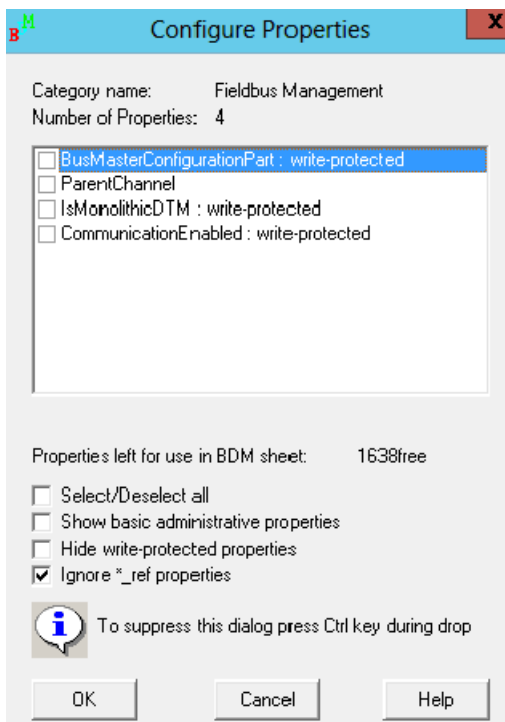 BM Configure Properties X
Category name: Fieldbus Management
Number of Properties: 4
BusMasterConfigurationPart : write-protected
ParentChannel
IsMonolithicDTM : write-protected
CommunicationEnabled : write-protected
Properties left for use in BDM sheet: 1638free
Select/Deselect all
Show basic administrative properties
Hide write-protected properties
Ignore *_ref properties
i To suppress this dialog press Ctrl key during drop
OK Cancel Help